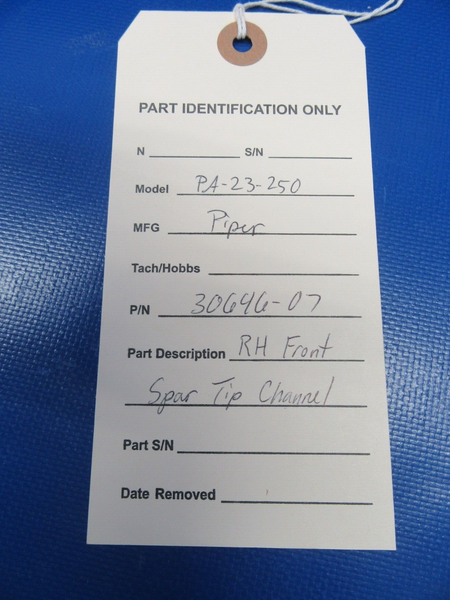 PART IDENTIFICATION ONLY
N S/N
Model PA-23-250
MFG Piper
Tach/Hobbs
P/N 30646-07
Part Description RH Front
Spar Tip Channel
Part S/N
Date Removed